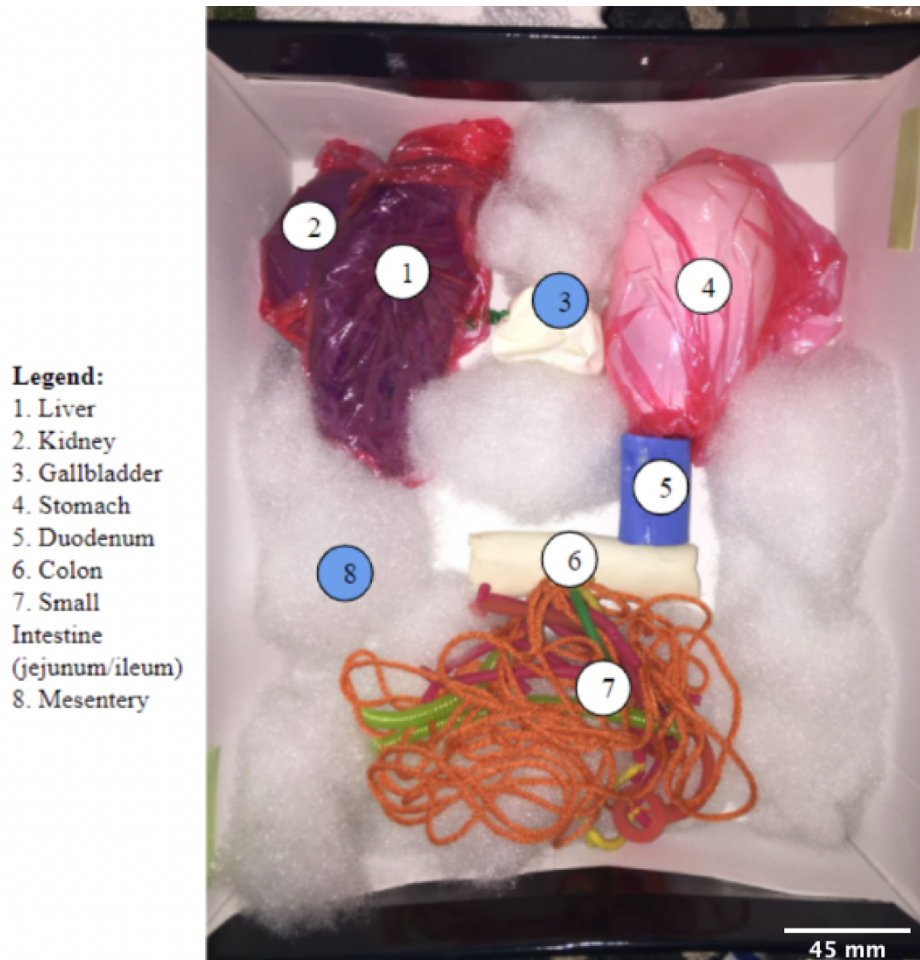 Legend:
1. Liver
2. Kidney
3. Gallbladder
4. Stomach
5. Duodenum
6. Colon
7. Small
Intestine
(jejunum/ileum)
8. Mesentery
2
1
3
4
5
6
8
7
45 mm